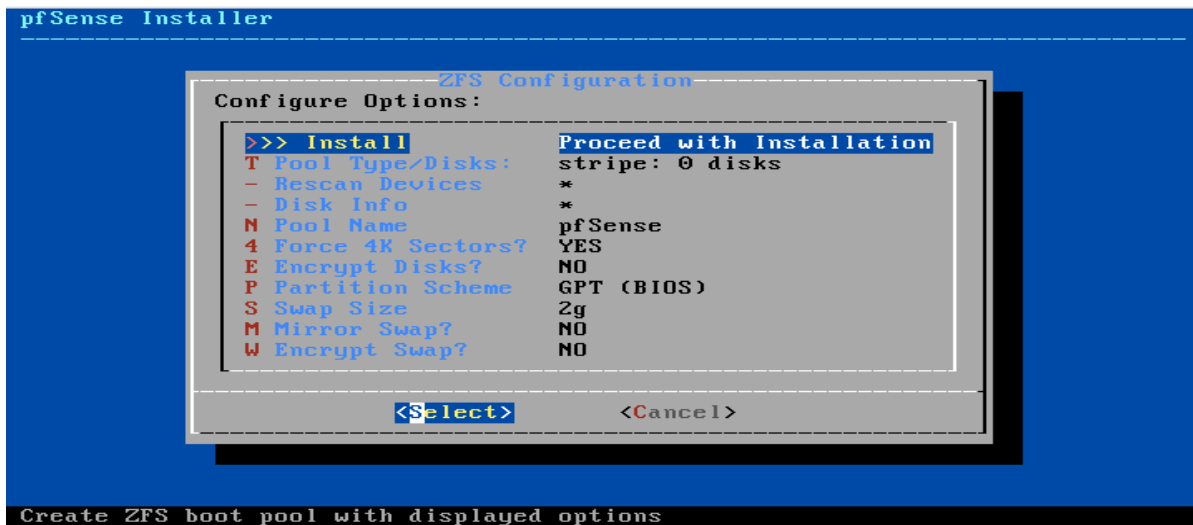 pfSense Installer
ZFS Configuration
Configure Options:
>>> Install Proceed with Installation
T Pool Type/Disks: stripe: 0 disks
- Rescan Devices *
- Disk Info *
N Pool Name pfSense
4 Force 4K Sectors? YES
E Encrypt Disks? NO
P Partition Scheme GPT (BIOS)
S Swap Size 2g
M Mirror Swap? NO
W Encrypt Swap? NO
<Select> <Cancel>
Create ZFS boot pool with displayed options